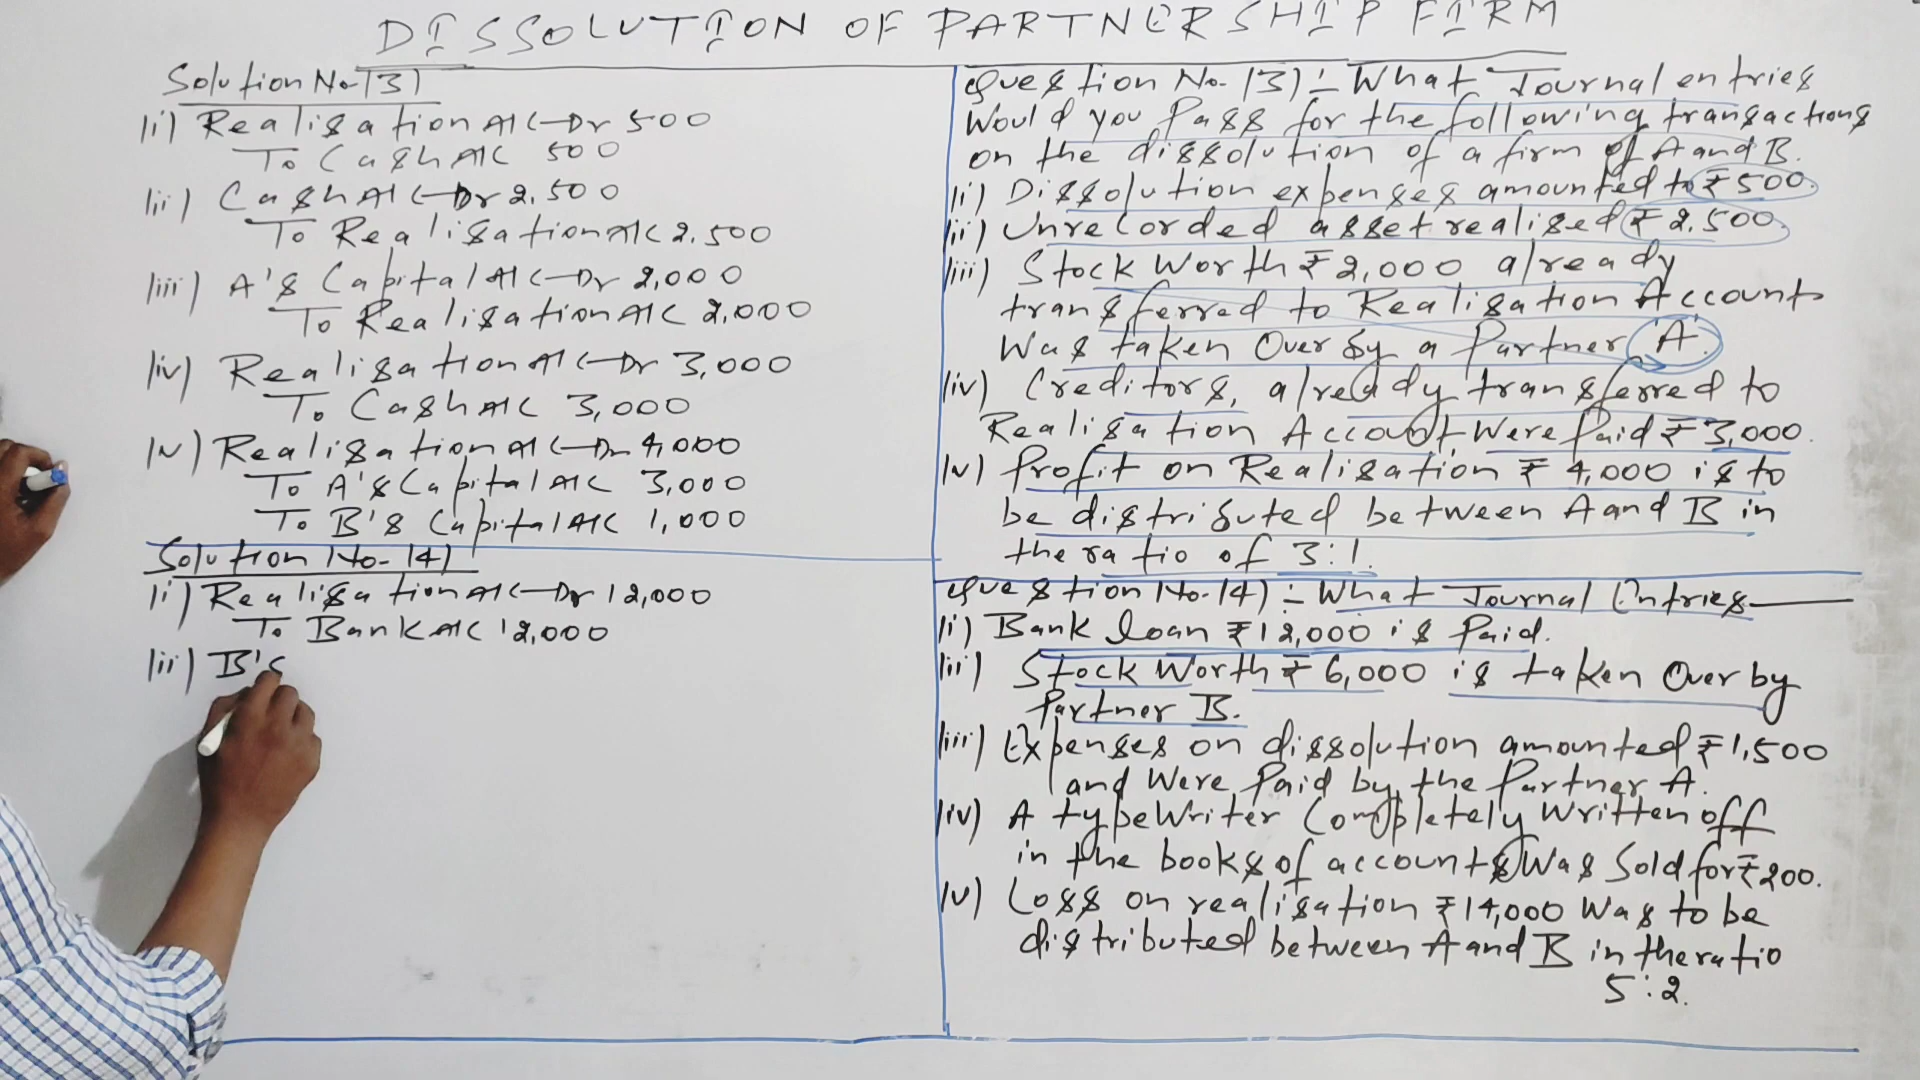 DISSOLUTION OF PARTNERSHIP FIRM
Solution No-13)
(i) Realisation A/C—Dr 500
To Cash A/C 500
(ii) Cash A/C—Dr 2,500
To Realisation A/C 2,500
(iii) A's Capital A/C—Dr 2,000
To Realisation A/C 2,000
(iv) Realisation A/C—Dr 3,000
To Cash A/C 3,000
(v) Realisation A/C—Dr 4,000
To A's Capital A/C 3,000
To B's Capital A/C 1,000
Solution No-14)
(i) Realisation A/C—Dr 12,000
To Bank A/C 12,000
(ii) B's
Question No-13):- What Journal entries
Would you Pass for the following transactions
on the dissolution of a firm of A and B.
(i) Dissolution expenses amounted to ₹500.
(ii) Unrecorded asset realised ₹2,500.
(iii) Stock Worth ₹2,000 already
transferred to Realisation Account
Was taken Over by a Partner 'A'.
(iv) Creditors, already transferred to
Realisation Account Were Paid ₹3,000.
(v) Profit on Realisation ₹4,000 is to
be distributed between A and B in
the ratio of 3:1.
Question No-14):- What Journal Entries——
(i) Bank loan ₹12,000 is Paid.
(ii) Stock Worth ₹6,000 is taken Over by
Partner B.
(iii) Expenses on dissolution amounted ₹1,500
and Were Paid by the Partner A.
(iv) A typeWriter Completely Written off
in the books of accounts Was Sold for ₹200.
(v) Loss on realisation ₹14,000 Was to be
distributed between A and B in the ratio
5:2.